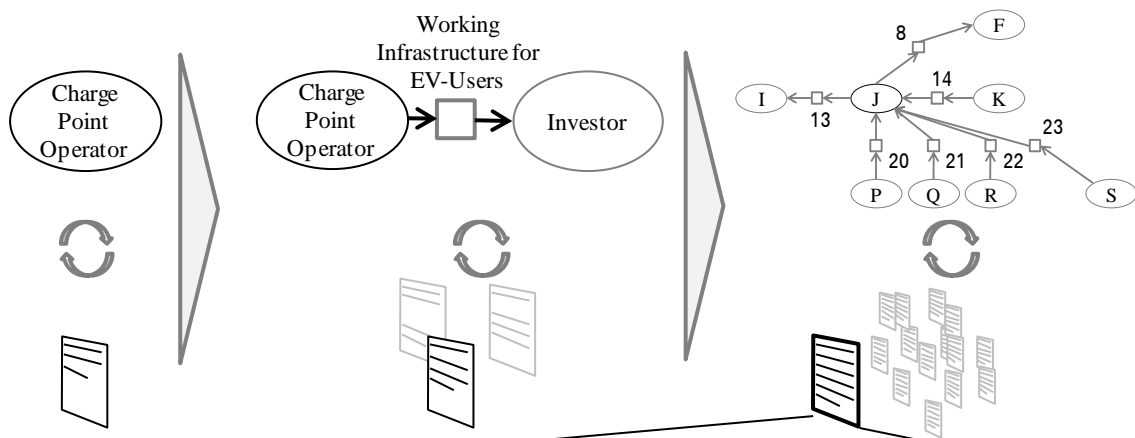 Charge
Point
Operator
Working
Infrastructure for
EV-Users
Charge
Point
Operator
Investor
8
F
14
I
J
K
13
23
20
21
22
P
Q
R
S